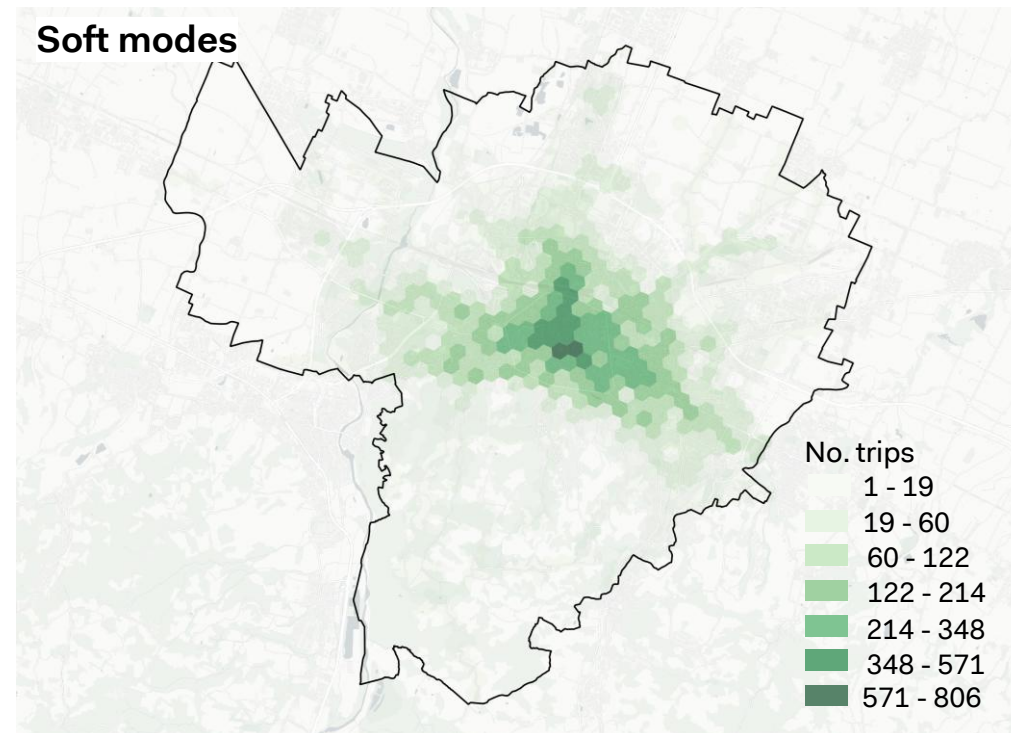 Soft modes
No. trips
1 - 19
19 - 60
60 - 122
122 - 214
214 - 348
348 - 571
571 - 806